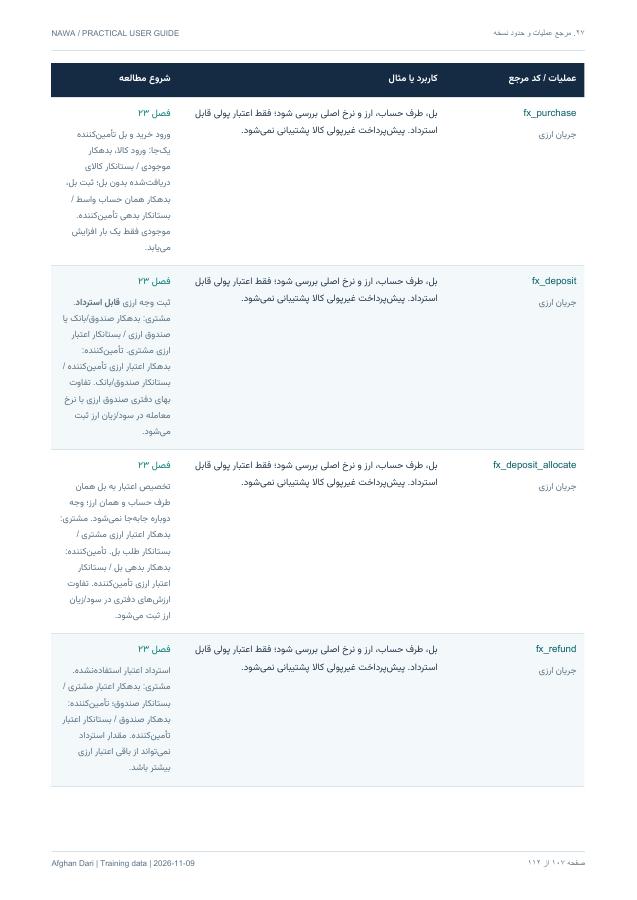 NAWA / PRACTICAL USER GUIDE
۲۷. مرجع عملیات و حدود نسخه
عملیات / کد مرجع
کاربرد یا مثال
شروع مطالعه
fx_purchase
جریان ارزی
بل، طرف حساب، ارز و نرخ اصلی بررسی شود؛ فقط اعتبار پولی قابل
استرداد. پیش‌پرداخت غیرپولی کالا پشتیبانی نمی‌شود.
فصل ۲۳
ورود خرید و بل تأمین‌کننده
یک‌جا: ورود کالا، بدهکار
موجودی / بستانکار کالای
دریافت‌شده بدون بل؛ ثبت بل،
بدهکار همان حساب واسط /
بستانکار بدهی تأمین‌کننده.
موجودی فقط یک بار افزایش
می‌یابد.
fx_deposit
جریان ارزی
بل، طرف حساب، ارز و نرخ اصلی بررسی شود؛ فقط اعتبار پولی قابل
استرداد. پیش‌پرداخت غیرپولی کالا پشتیبانی نمی‌شود.
فصل ۲۳
ثبت وجه ارزی قابل استرداد.
مشتری: بدهکار صندوق/بانک یا
صندوق ارزی / بستانکار اعتبار
ارزی مشتری. تأمین‌کننده:
بدهکار اعتبار ارزی تأمین‌کننده /
بستانکار صندوق/بانک. تفاوت
بهای دفتری صندوق ارزی با نرخ
معامله در سود/زیان ارز ثبت
می‌شود.
fx_deposit_allocate
جریان ارزی
بل، طرف حساب، ارز و نرخ اصلی بررسی شود؛ فقط اعتبار پولی قابل
استرداد. پیش‌پرداخت غیرپولی کالا پشتیبانی نمی‌شود.
فصل ۲۳
تخصیص اعتبار به بل همان
طرف حساب و همان ارز؛ وجه
دوباره جابه‌جا نمی‌شود. مشتری:
بدهکار اعتبار ارزی مشتری /
بستانکار طلب بل. تأمین‌کننده:
بدهکار بدهی بل / بستانکار
اعتبار ارزی تأمین‌کننده. تفاوت
ارزش‌های دفتری در سود/زیان
ارز ثبت می‌شود.
fx_refund
جریان ارزی
بل، طرف حساب، ارز و نرخ اصلی بررسی شود؛ فقط اعتبار پولی قابل
استرداد. پیش‌پرداخت غیرپولی کالا پشتیبانی نمی‌شود.
فصل ۲۳
استرداد اعتبار استفاده‌نشده.
مشتری: بدهکار اعتبار مشتری /
بستانکار صندوق؛ تأمین‌کننده:
بدهکار صندوق / بستانکار اعتبار
تأمین‌کننده. مقدار استرداد
نمی‌تواند از باقی اعتبار ارزی
بیشتر باشد.
Afghan Dari | Training data | 2026-11-09
صفحه ۱۰۷ از ۱۱۲